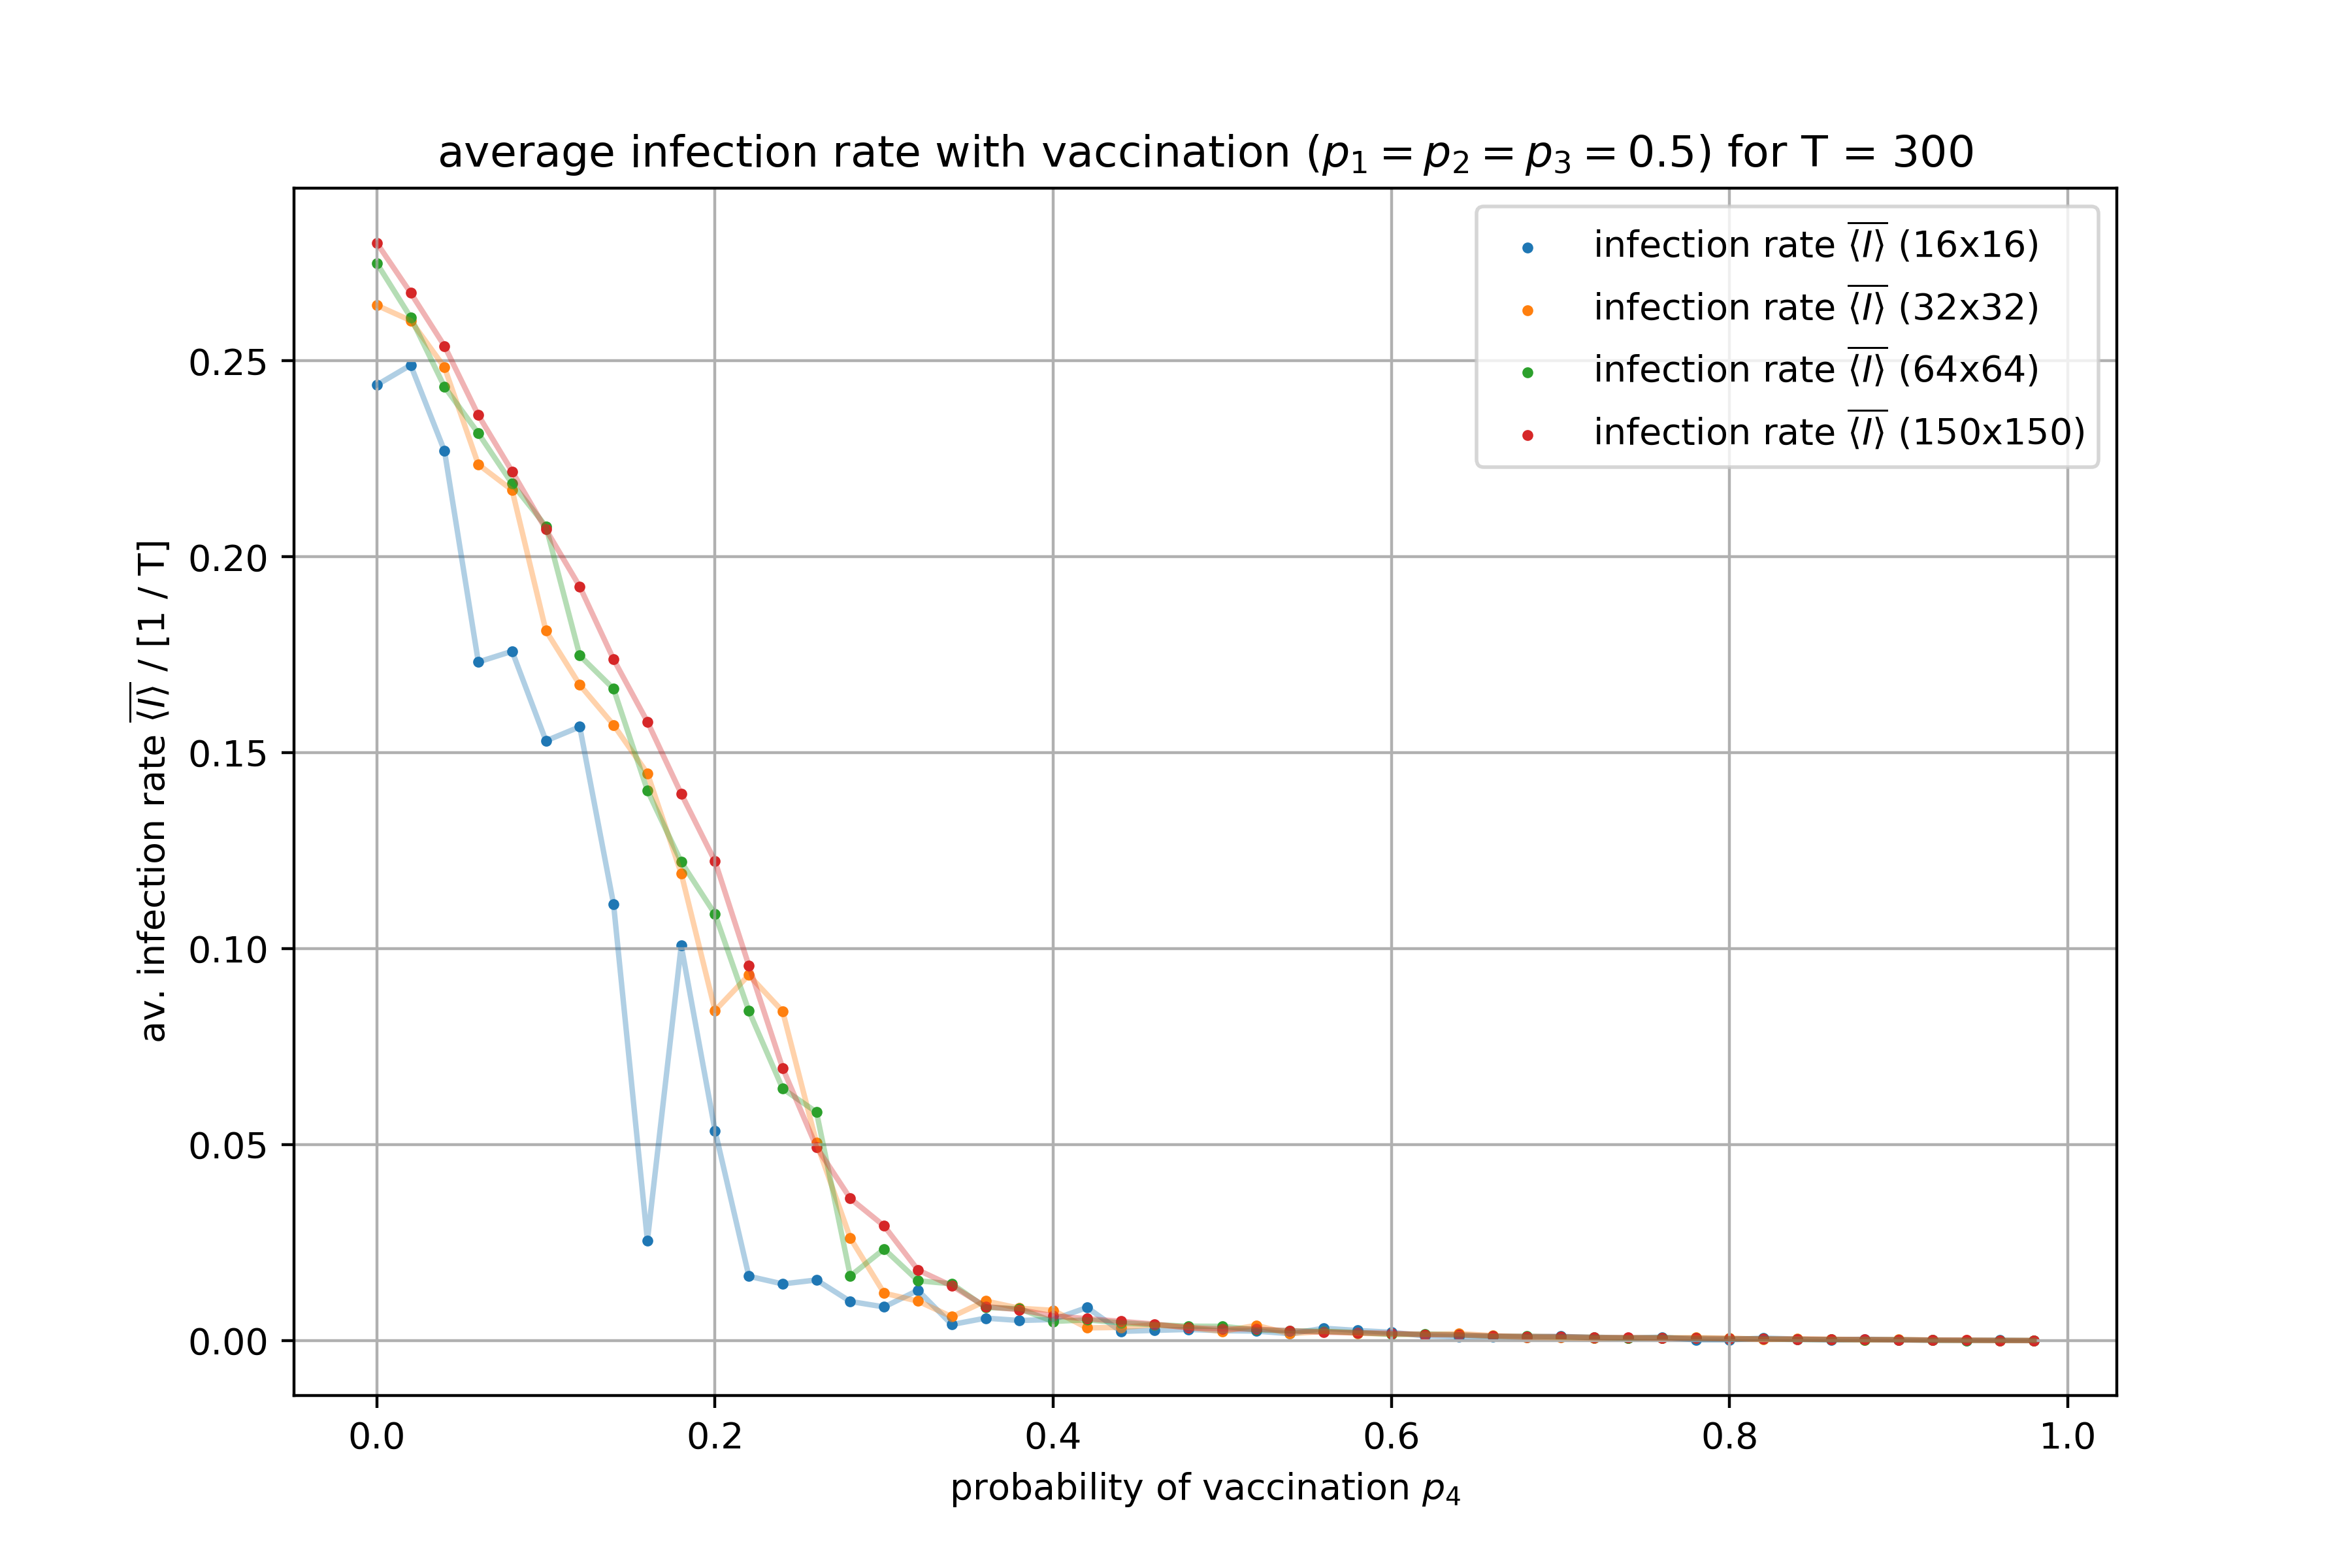 average infection rate with vaccination (p₁ = p₂ = p₃ = 0.5) for T = 300
infection rate ⟨I⟩̅ (16x16)
infection rate ⟨I⟩̅ (32x32)
infection rate ⟨I⟩̅ (64x64)
infection rate ⟨I⟩̅ (150x150)
av. infection rate ⟨I⟩̅ / [1 / T]
0.25
0.20
0.15
0.10
0.05
0.00
0.0 0.2 0.4 0.6 0.8 1.0
probability of vaccination p₄